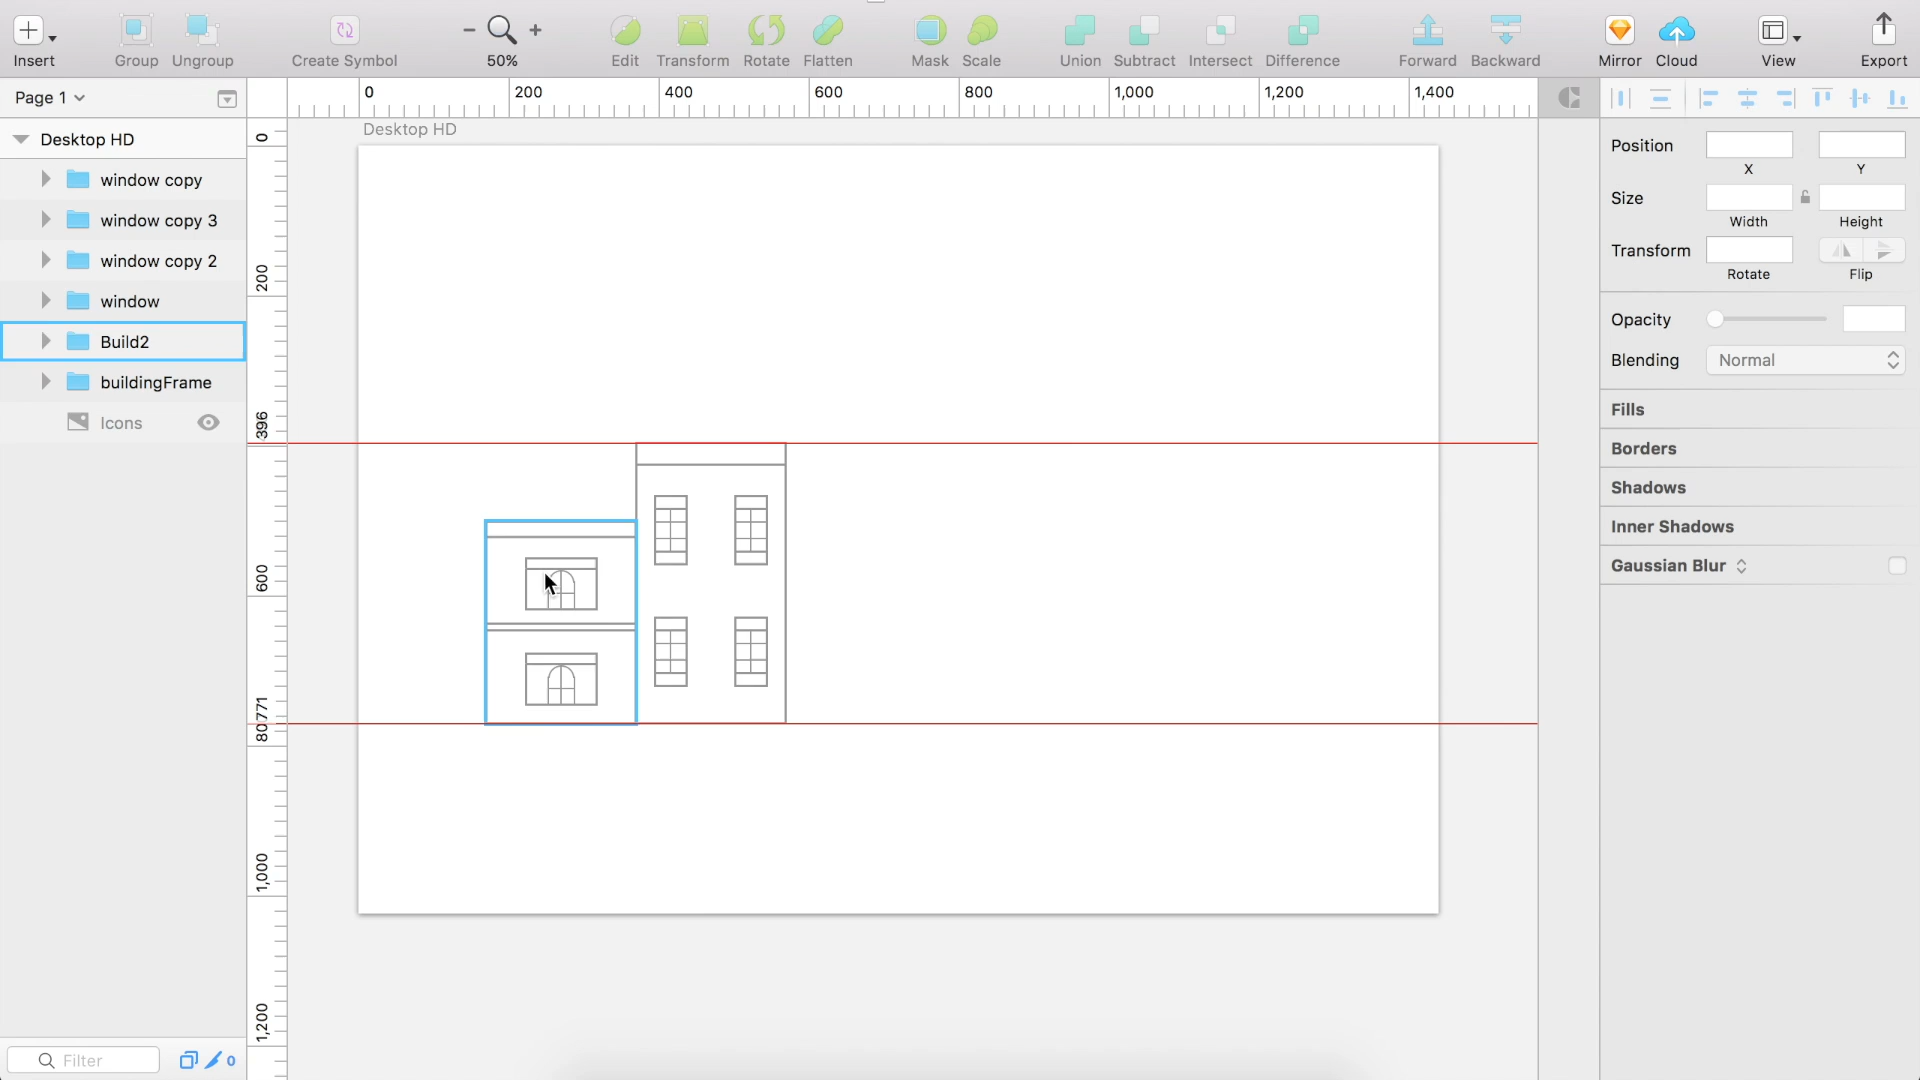 Insert
Group
Ungroup
Create Symbol
50%
Edit
Transform
Rotate
Flatten
Mask
Scale
Union
Subtract
Intersect
Difference
Forward
Backward
Mirror
Cloud
View
Export
Page 1
0 200 400 600 800 1,000 1,200 1,400
Desktop HD
Desktop HD
window copy
window copy 3
window copy 2
window
Build2
buildingFrame
Icons
0
200
396
600
771
1,000
1,200
Position
X
Y
Size
Width
Height
Transform
Rotate
Flip
Opacity
Blending
Normal
Fills
Borders
Shadows
Inner Shadows
Gaussian Blur
Filter
0